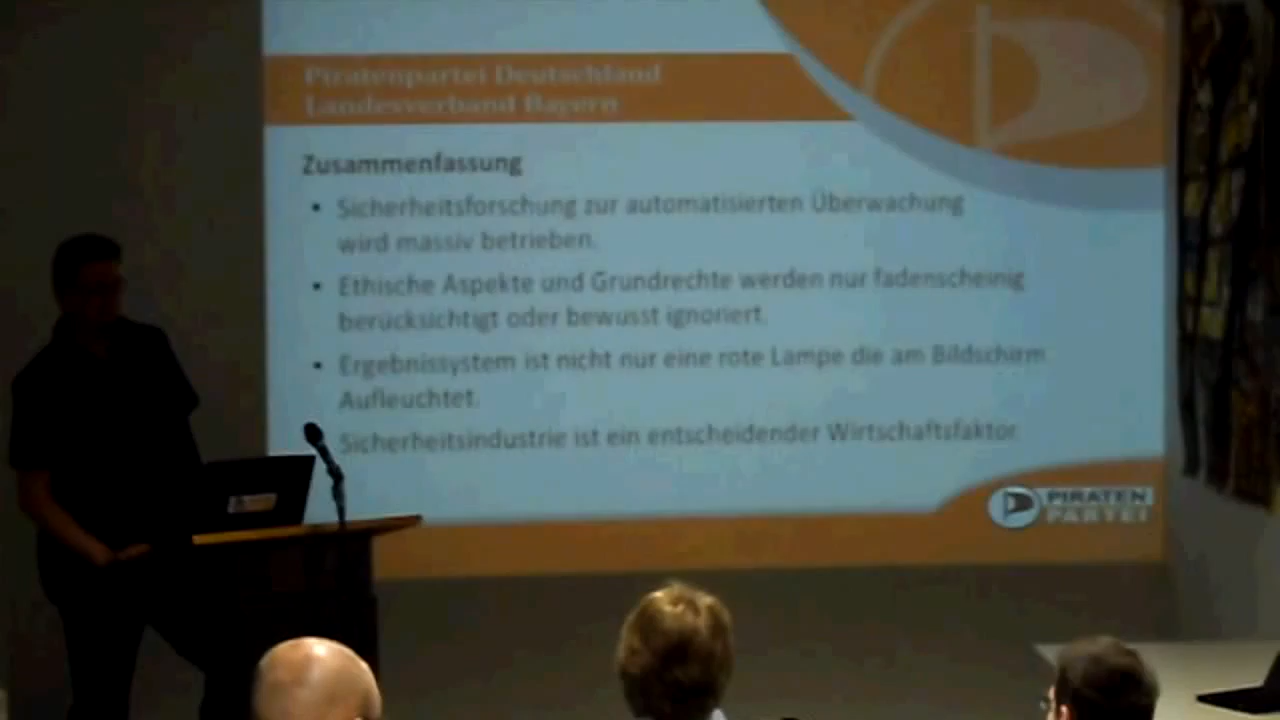 Piratenpartei Deutschland
Landesverband Bayern
Zusammenfassung
• Sicherheitsforschung zur automatisierten Überwachung
wird massiv betrieben.
• Ethische Aspekte und Grundrechte werden nur fadenscheinig
berücksichtigt oder bewusst ignoriert.
• Ergebnissystem ist nicht nur eine rote Lampe die am Bildschirm
Aufleuchtet.
Sicherheitsindustrie ist ein entscheidender Wirtschaftsfaktor
PIRATEN
PARTEI